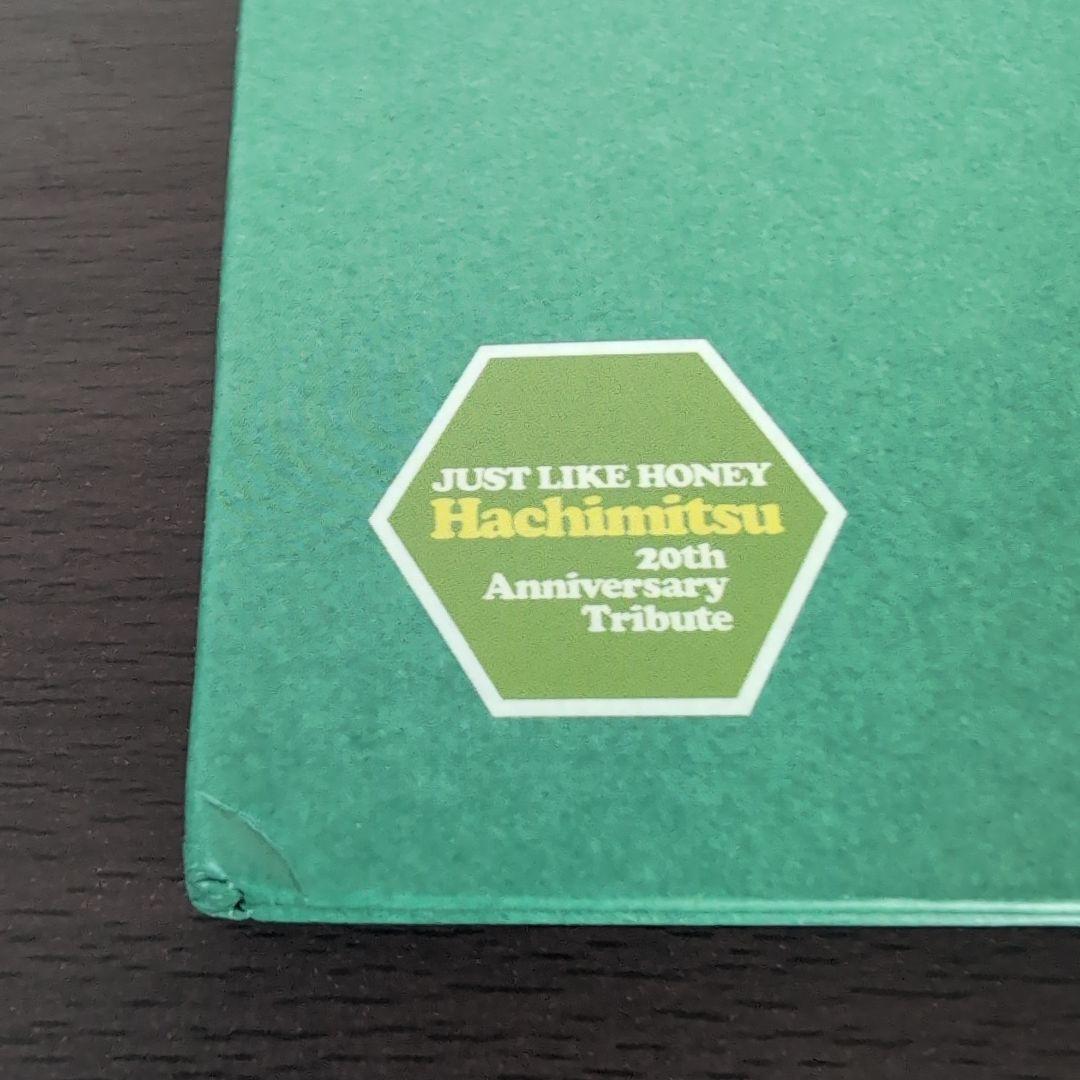 JUST LIKE HONEY
Hachimitsu
20th
Anniversary
Tribute